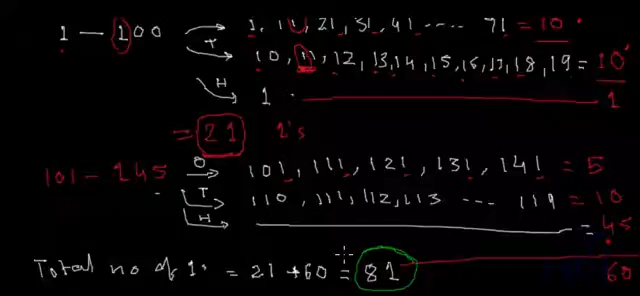 1 — 100 → 1, 11, 21, 31, 41 ..... 71 = 10
T → 10, 11, 12, 13, 14, 15, 16, 17, 18, 19 = 10
H → 1 1
= 21 1's
101 - 145 O → 101, 111, 121, 131, 141 = 5
T → 110, 111, 112, 113 ... 119 = 10
H → = 45
Total no of 1. = 21 + 60 = 81 60